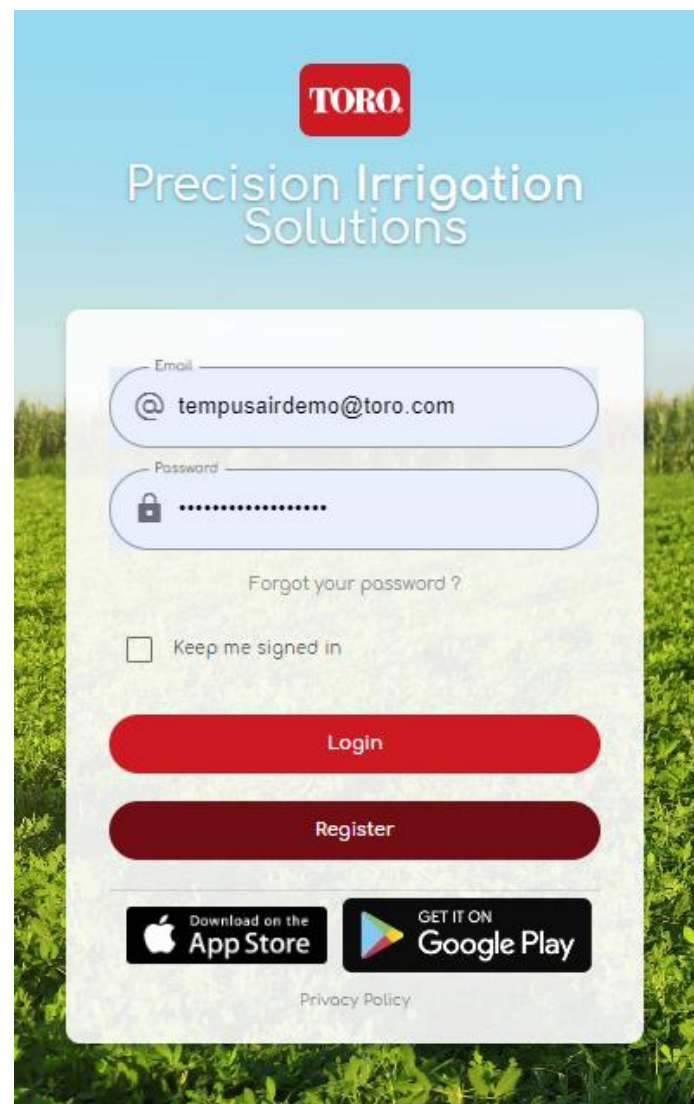 TORO.
Precision Irrigation
Solutions
Email
@ tempusairdemo@toro.com
Password
••••••••••••••••••
Forgot your password ?
Keep me signed in
Login
Register
Download on the
App Store
GET IT ON
Google Play
Privacy Policy